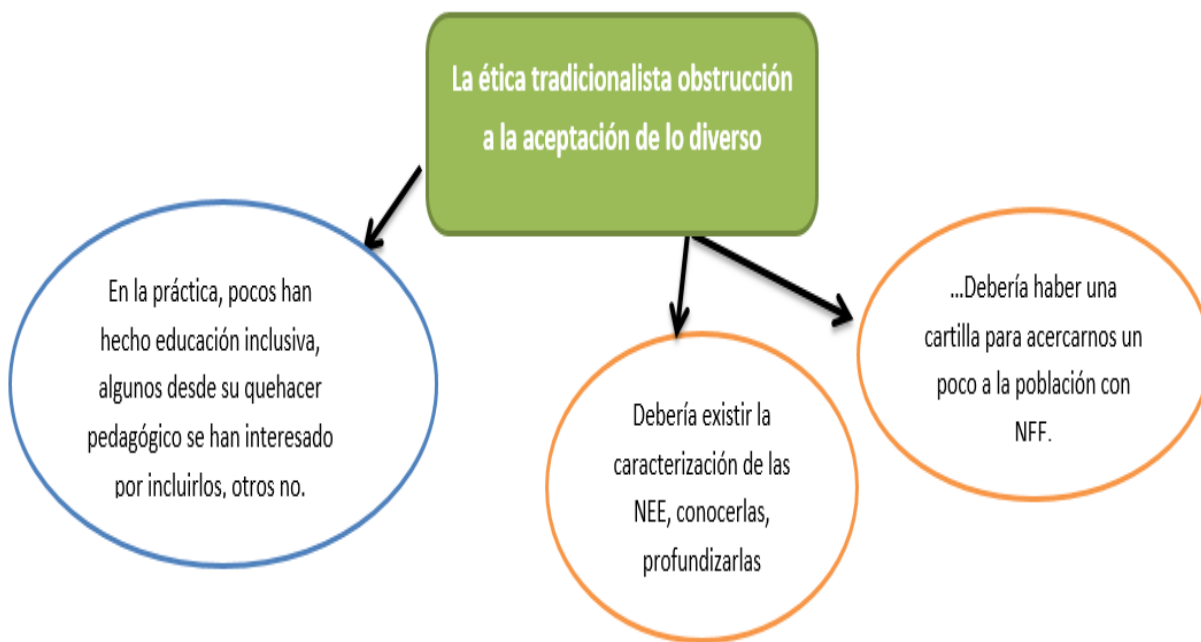 La ética tradicionalista obstrucción
a la aceptación de lo diverso
En la práctica, pocos han
hecho educación inclusiva,
algunos desde su quehacer
pedagógico se han interesado
por incluirlos, otros no.
Debería existir la
caracterización de las
NEE, conocerlas,
profundizarlas
...Debería haber una
cartilla para acercarnos un
poco a la población con
NFF.